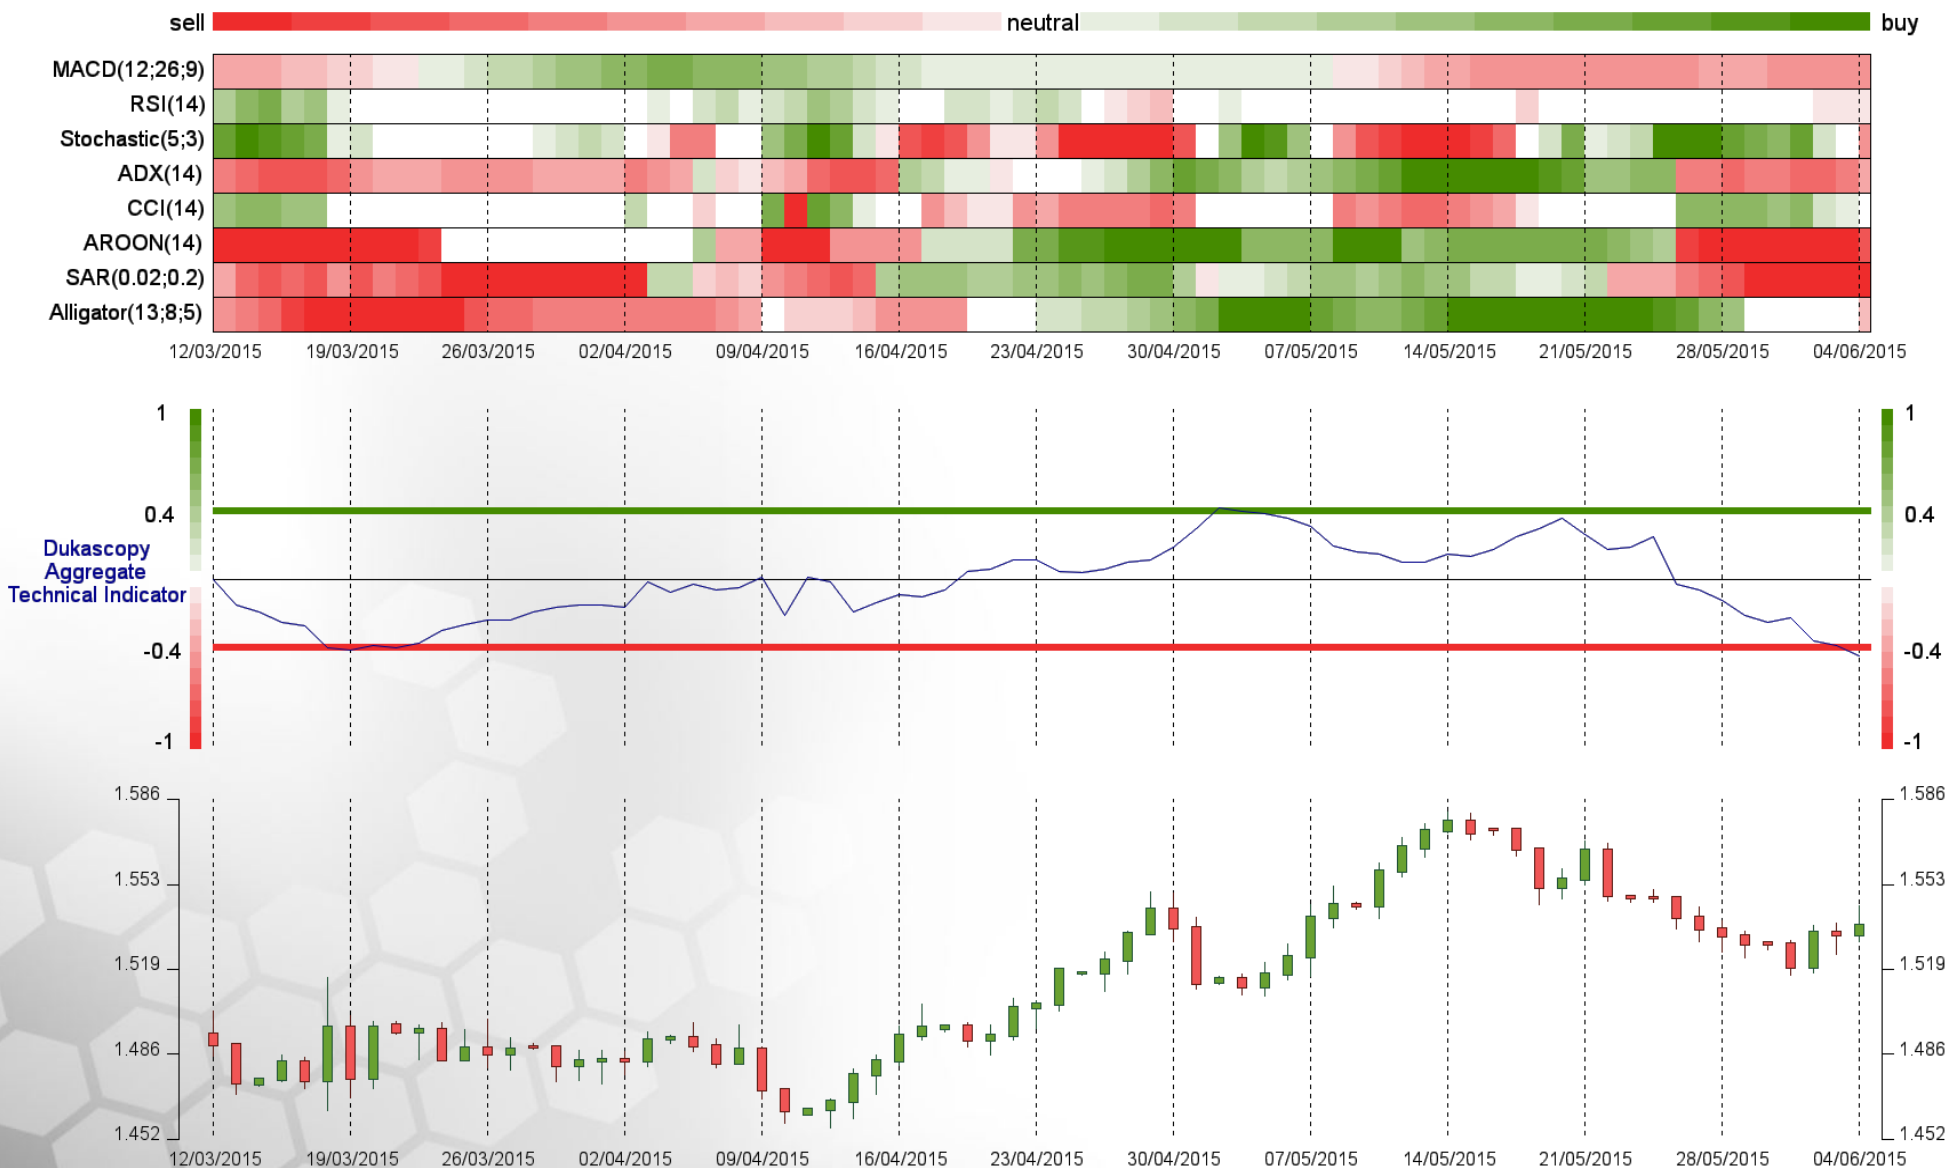 sell neutral buy
MACD(12;26;9)
RSI(14)
Stochastic(5;3)
ADX(14)
CCI(14)
AROON(14)
SAR(0.02;0.2)
Alligator(13;8;5)
12/03/2015 19/03/2015 26/03/2015 02/04/2015 09/04/2015 16/04/2015 23/04/2015 30/04/2015 07/05/2015 14/05/2015 21/05/2015 28/05/2015 04/06/2015
1 1
0.4 0.4
Dukascopy
Aggregate
Technical Indicator
-0.4 -0.4
-1 -1
1.586 1.586
1.553 1.553
1.519 1.519
1.486 1.486
1.452 1.452
12/03/2015 19/03/2015 26/03/2015 02/04/2015 09/04/2015 16/04/2015 23/04/2015 30/04/2015 07/05/2015 14/05/2015 21/05/2015 28/05/2015 04/06/2015